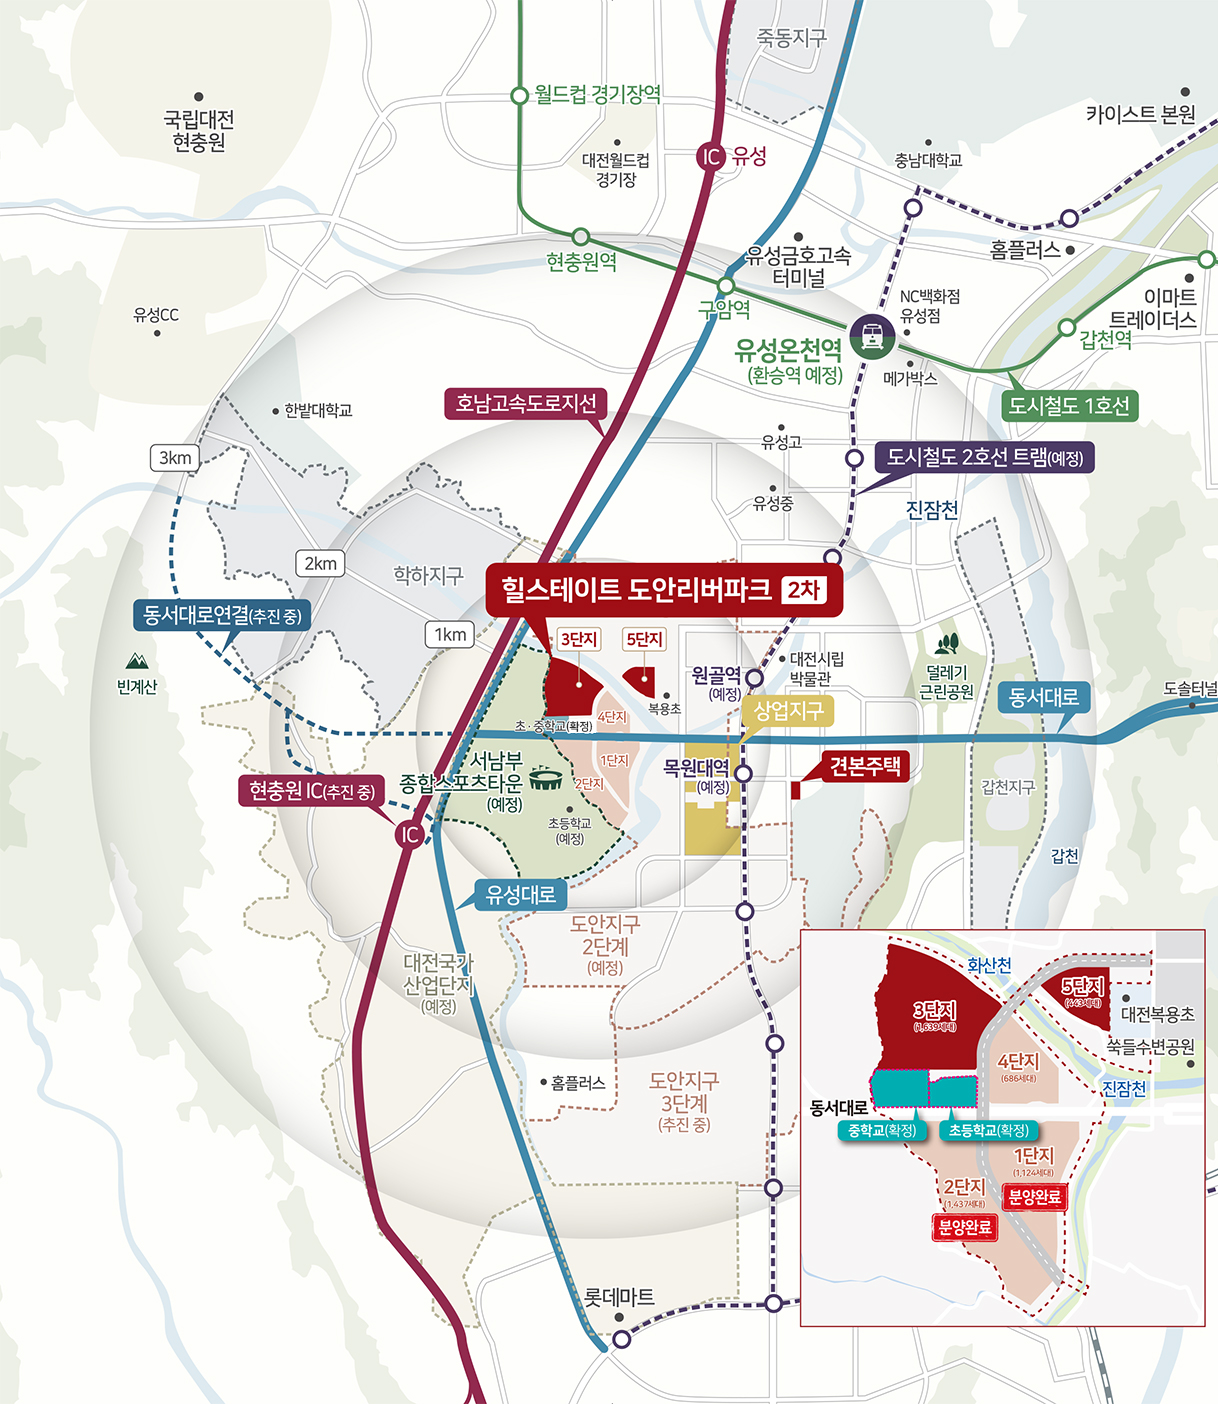 죽동지구
월드컵 경기장역
국립대전
현충원
대전월드컵
경기장
IC
유성
카이스트 본원
충남대학교
홈플러스
현충원역
유성금호고속
터미널
구암역
NC백화점
유성점
이마트
트레이더스
갑천역
유성CC
유성온천역
(환승역 예정)
메가박스
호남고속도로지선
도시철도 1호선
한밭대학교
유성고
도시철도 2호선 트램(예정)
3km
유성중
진잠천
2km
학하지구
힐스테이트 도안리버파크 2차
동서대로연결(추진 중)
1km
3단지
5단지
빈계산
원골역
(예정)
대전시립
박물관
덜레기
근린공원
동서대로
도솔터널
복용초
상업지구
4단지
초·중학교(확정)
서남부
종합스포츠타운
(예정)
1단지
2단지
목원대역
(예정)
견본주택
현충원 IC(추진 중)
갑천지구
초등학교
(예정)
IC
갑천
유성대로
도안지구
2단계
(예정)
대전국가
산업단지
(예정)
홈플러스
도안지구
3단계
(추진 중)
롯데마트
화산천
3단지
(1,639세대)
5단지
(443세대)
대전복용초
쑥들수변공원
4단지
(686세대)
진잠천
동서대로
중학교(확정)
초등학교(확정)
1단지
(1,124세대)
분양완료
2단지
(1,437세대)
분양완료